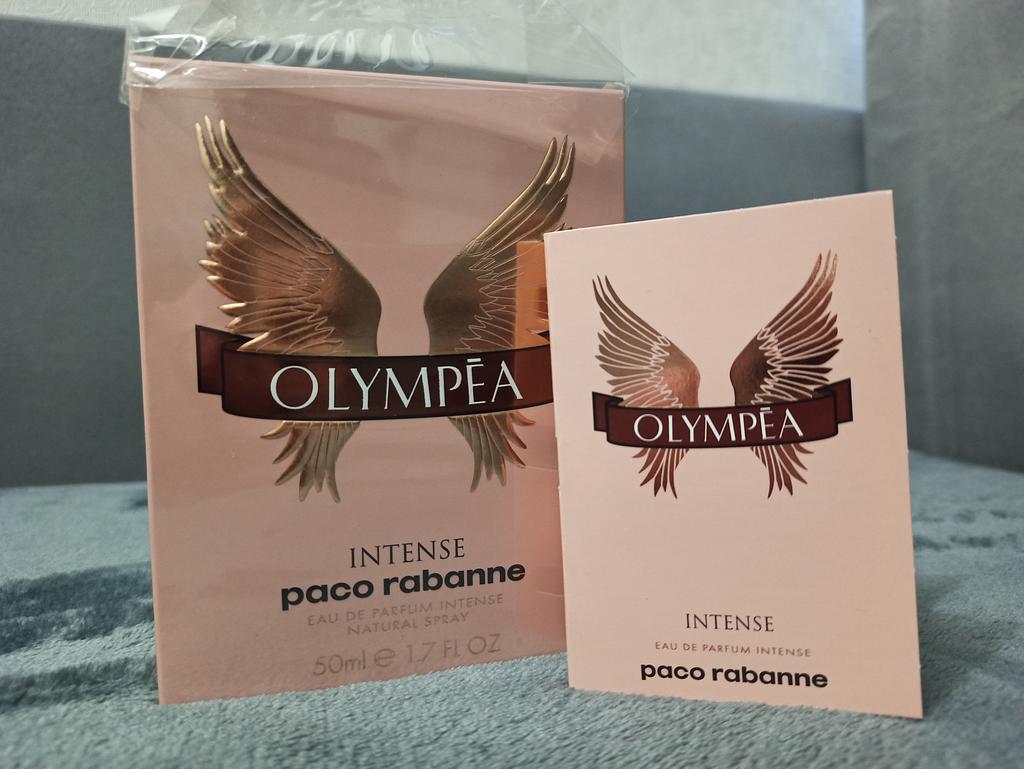 OLYMPĒA
INTENSE
paco rabanne
EAU DE PARFUM INTENSE
NATURAL SPRAY
50ml ℮ 1.7 FL OZ
OLYMPĒA
INTENSE
EAU DE PARFUM INTENSE
paco rabanne